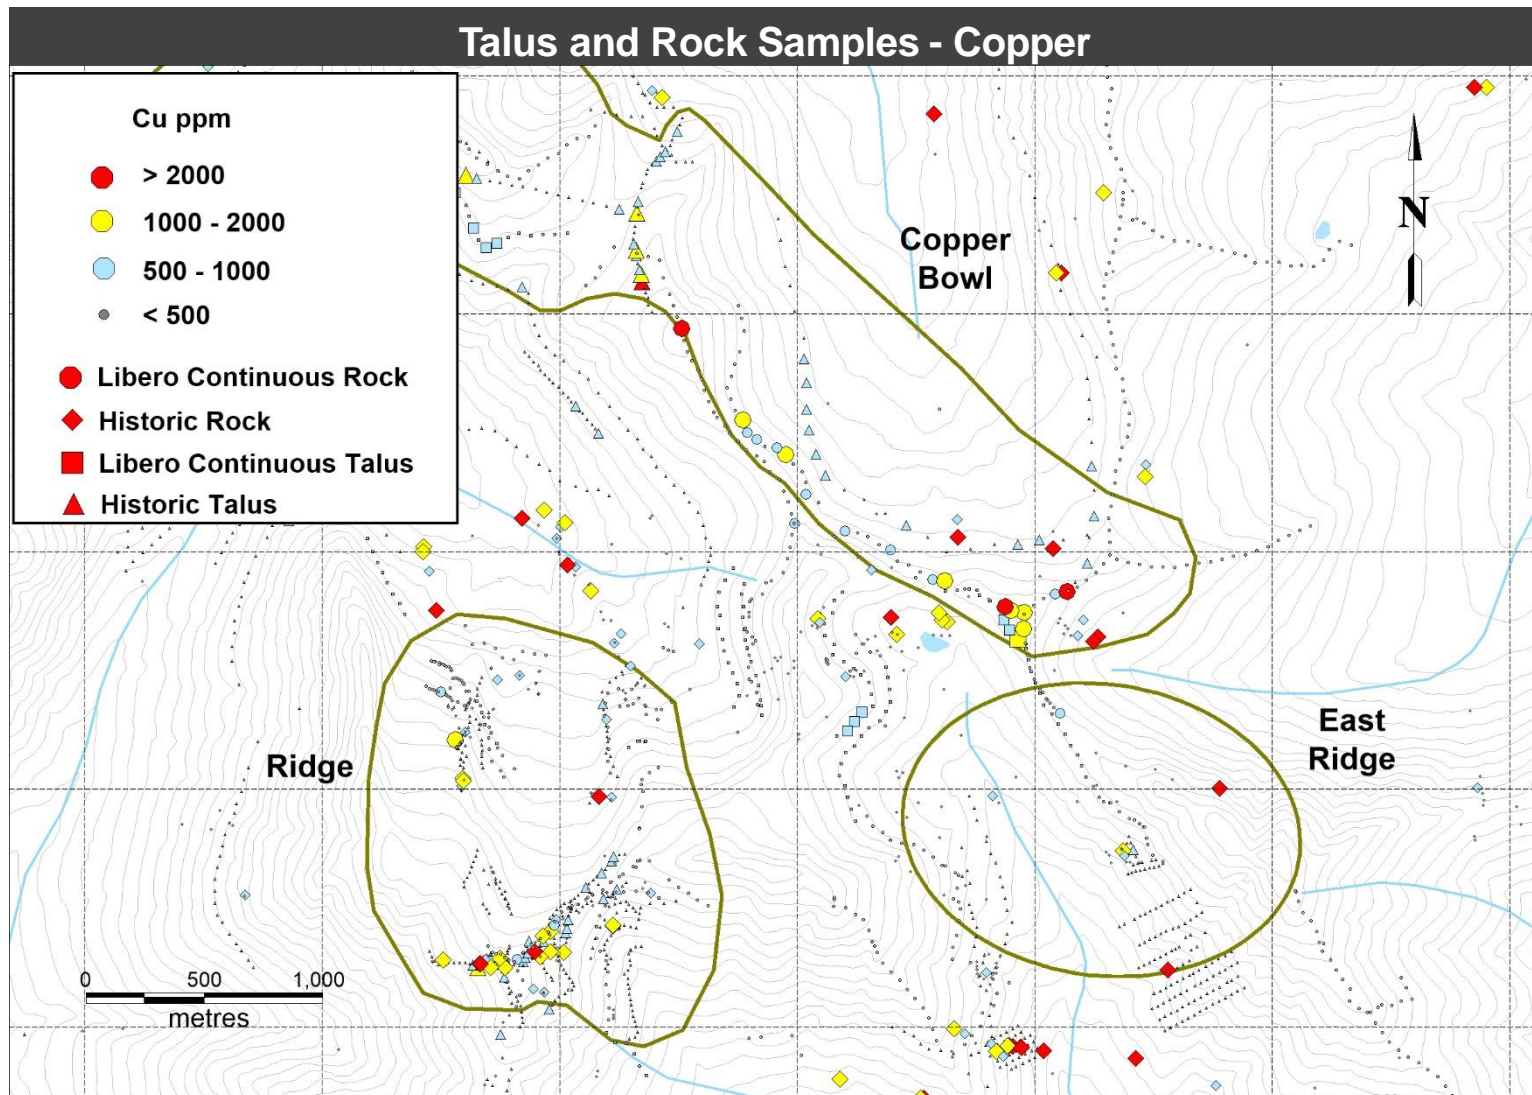 Talus and Rock Samples - Copper
Cu ppm
> 2000
1000 - 2000
500 - 1000
< 500
Libero Continuous Rock
Historic Rock
Libero Continuous Talus
Historic Talus
N
Copper
Bowl
East
Ridge
Ridge
0 500 1,000
metres